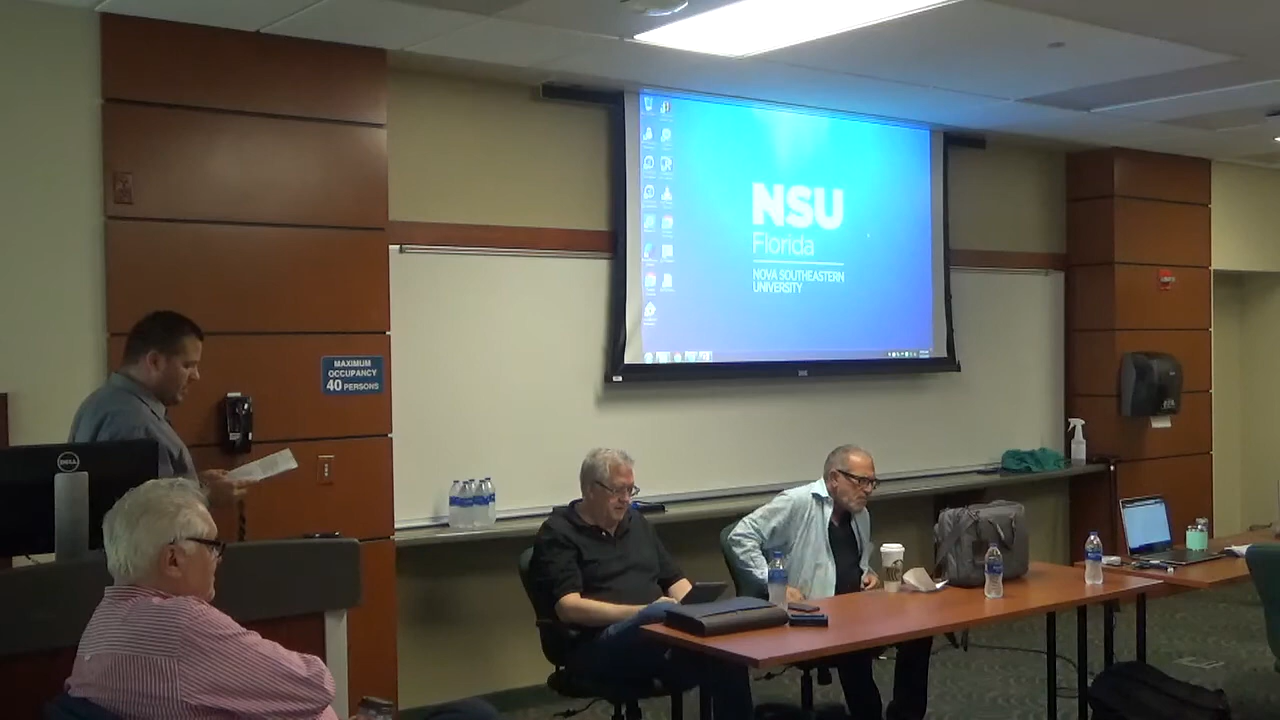 NSU
Florida
NOVA SOUTHEASTERN
UNIVERSITY
MAXIMUM
OCCUPANCY
40 PERSONS
DELL